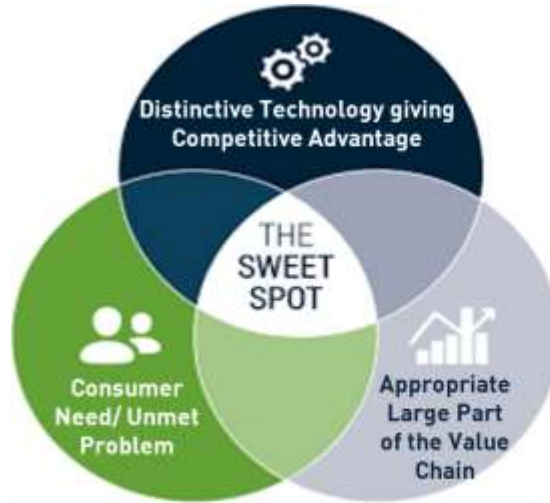 Distinctive Technology giving
Competitive Advantage
THE
SWEET
SPOT
Consumer
Need/ Unmet
Problem
Appropriate
Large Part
of the Value
Chain